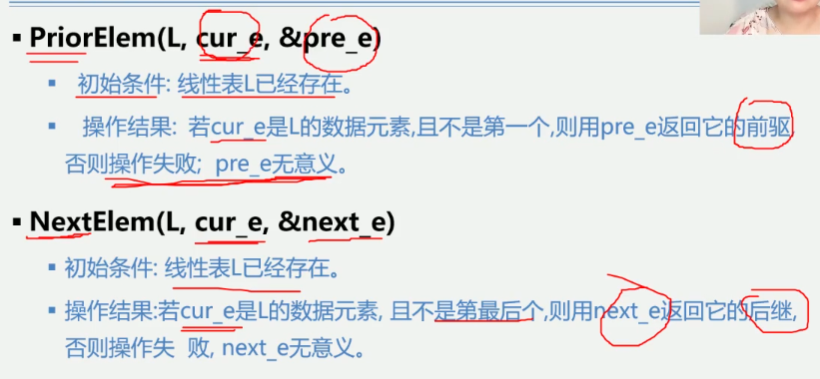 ▪ PriorElem(L, cur_e, &pre_e)
▪ 初始条件: 线性表L已经存在。
▪ 操作结果: 若cur_e是L的数据元素,且不是第一个,则用pre_e返回它的前驱,
否则操作失败; pre_e无意义。
▪ NextElem(L, cur_e, &next_e)
▪ 初始条件: 线性表L已经存在。
▪ 操作结果:若cur_e是L的数据元素, 且不是第最后个,则用next_e返回它的后继,
否则操作失 败, next_e无意义。